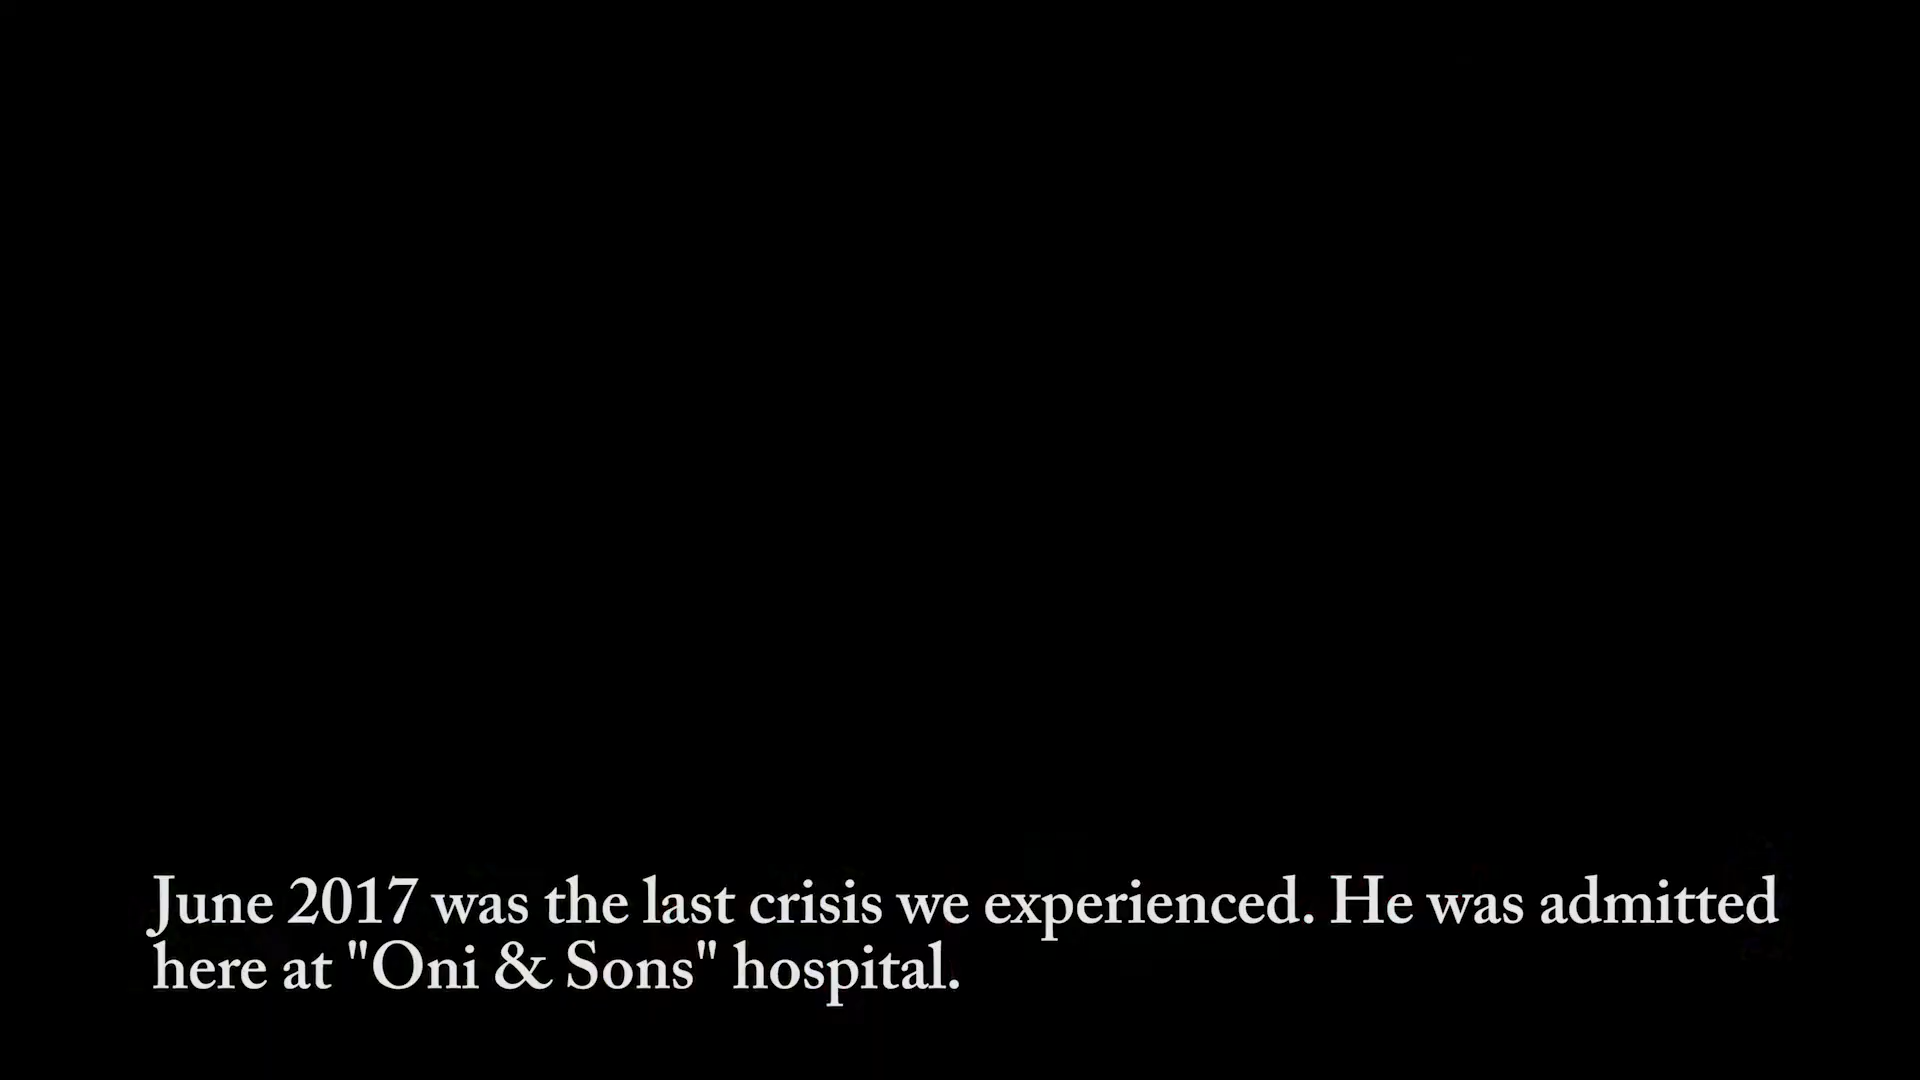 June 2017 was the last crisis we experienced. He was admitted
here at "Oni & Sons" hospital.